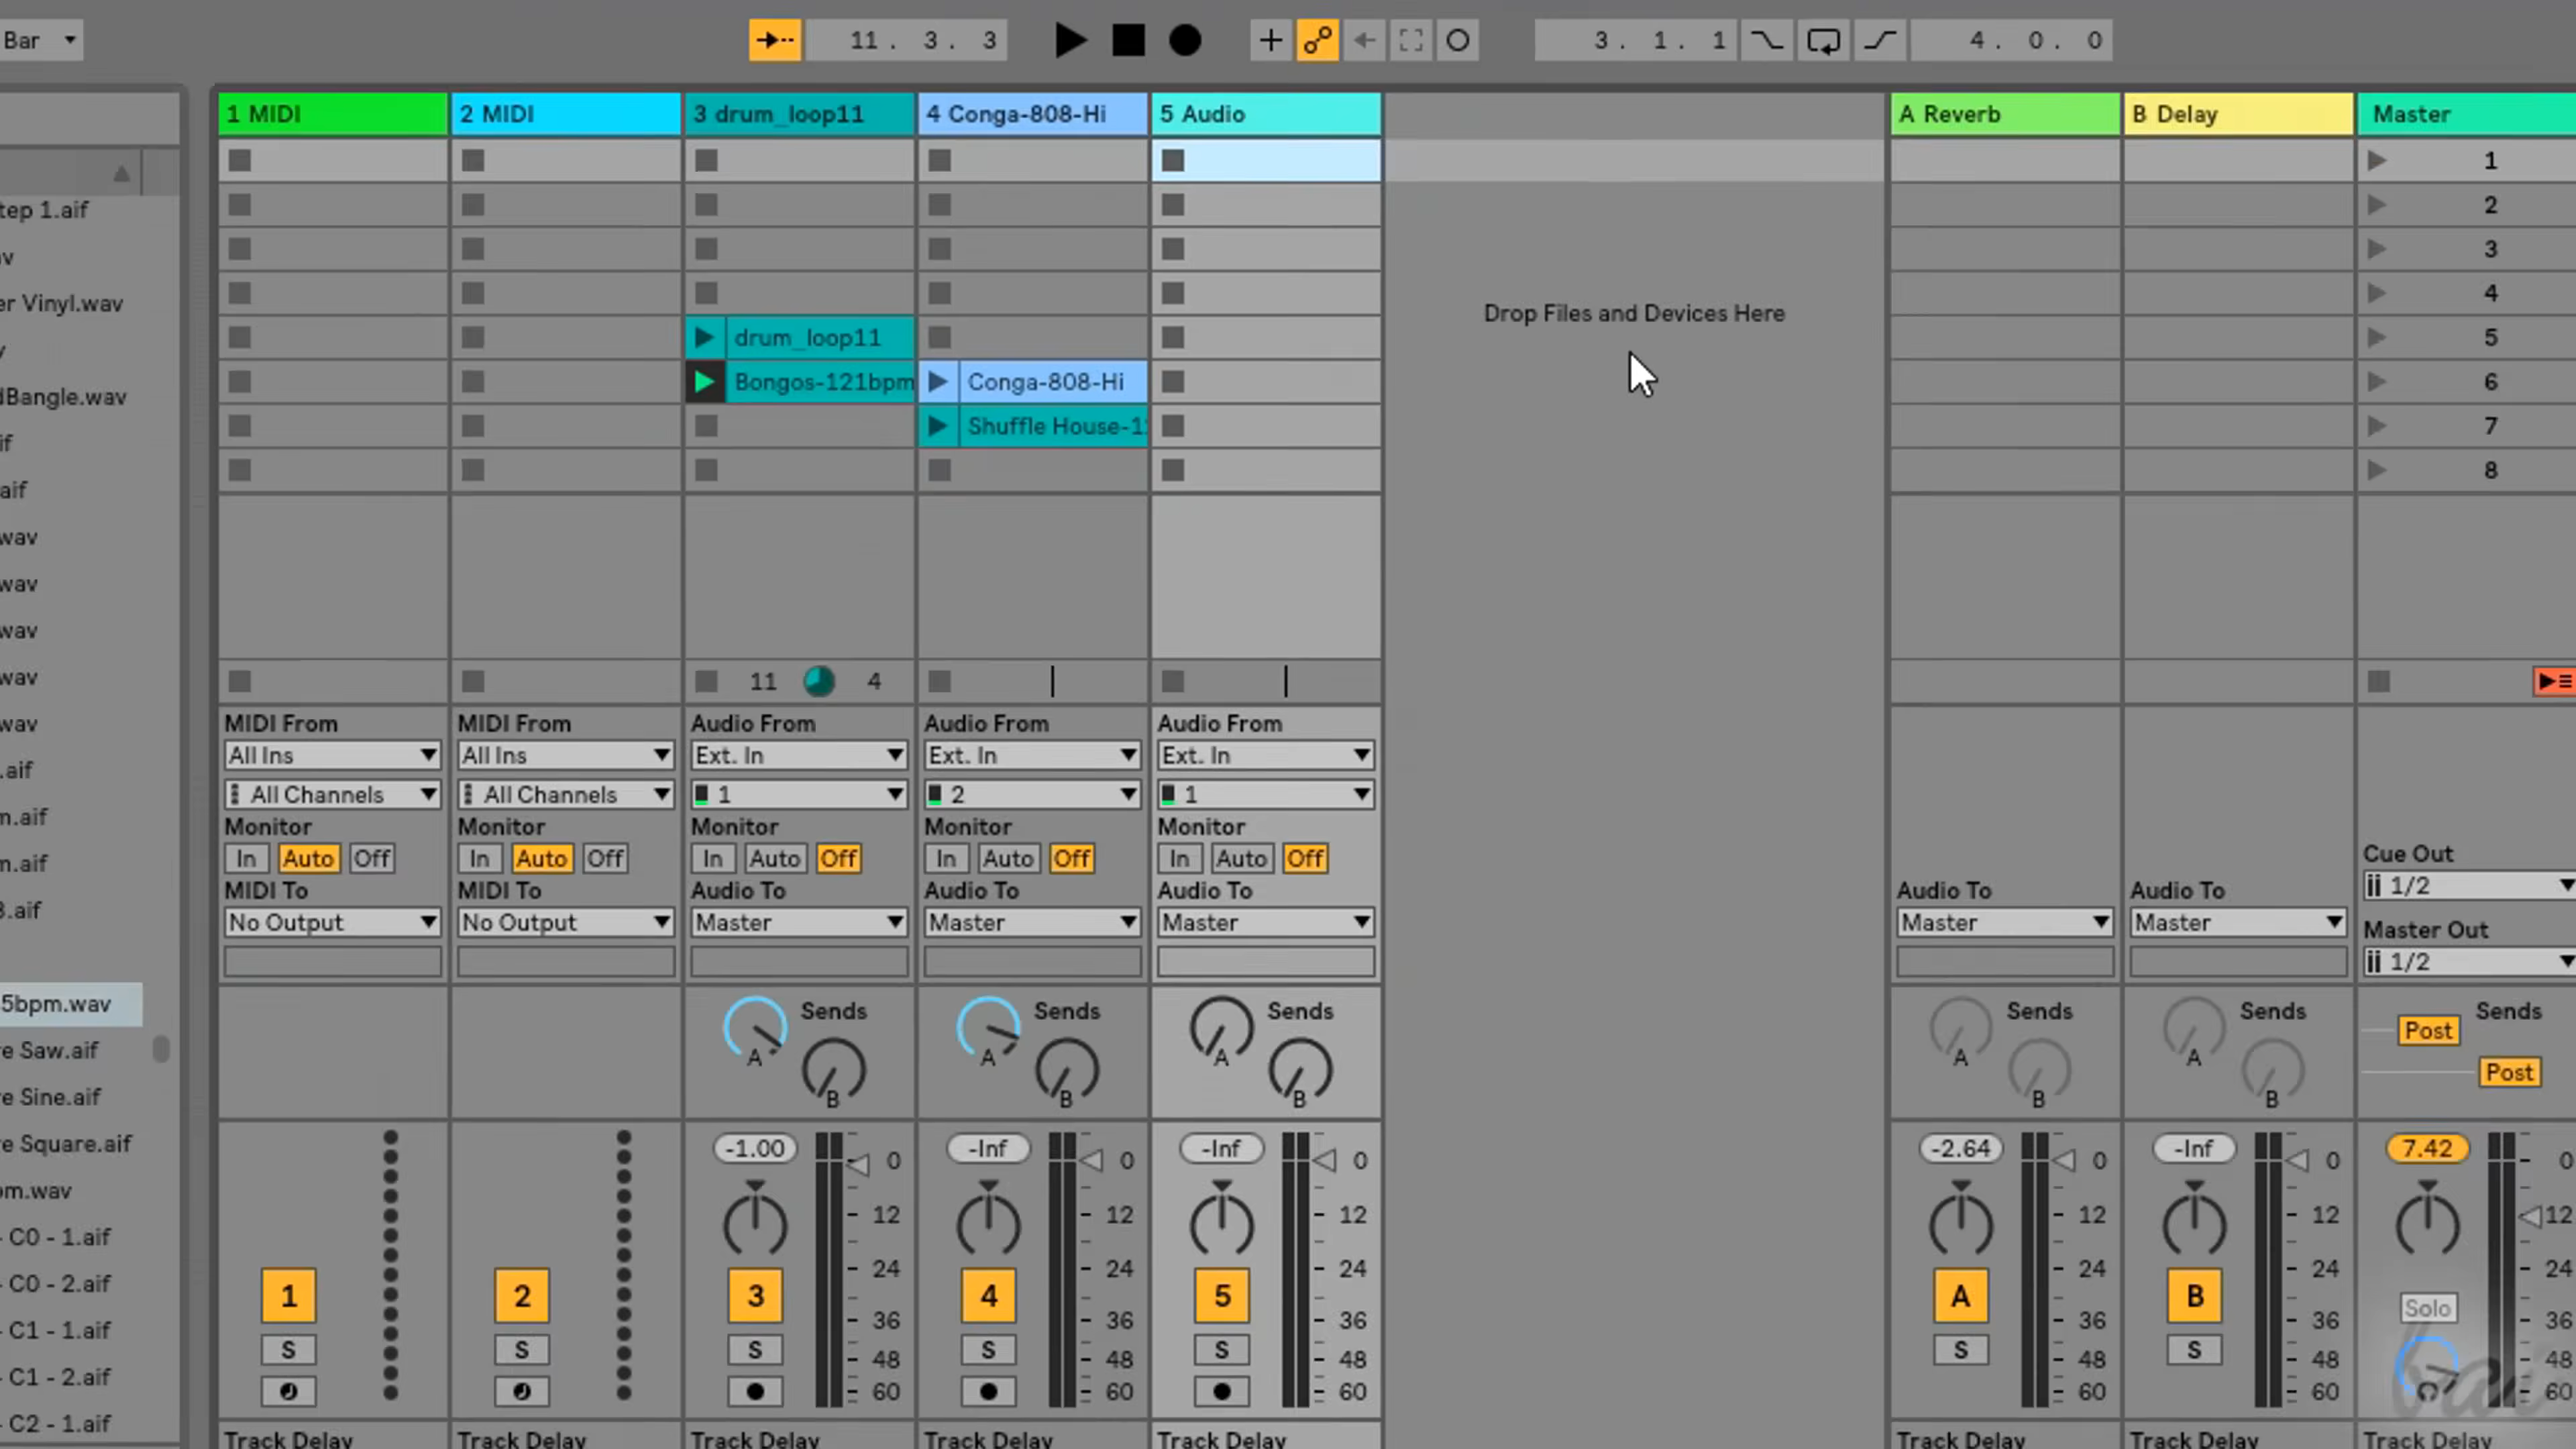 Bar
11. 3. 3
3. 1. 1
4. 0. 0
1 MIDI
2 MIDI
3 drum_loop11
4 Conga-808-Hi
5 Audio
A Reverb
B Delay
Master
1
2
3
4
5
6
7
8
tep 1.aif
er Vinyl.wav
dBangle.wav
.aif
wav
wav
wav
wav
wav
.aif
m.aif
m.aif
3.aif
5bpm.wav
e Saw.aif
e Sine.aif
e Square.aif
om.wav
- C0 - 1.aif
- C0 - 2.aif
- C1 - 1.aif
- C1 - 2.aif
- C2 - 1.aif
drum_loop11
Bongos-121bpm
Conga-808-Hi
Shuffle House-1
Drop Files and Devices Here
11 4
MIDI From
All Ins
All Channels
Monitor
In Auto Off
MIDI To
No Output
1
S
Track Delay
MIDI From
All Ins
All Channels
Monitor
In Auto Off
MIDI To
No Output
2
S
Track Delay
Audio From
Ext. In
1
Monitor
In Auto Off
Audio To
Master
Sends
A
B
-1.00
0
12
24
36
48
60
3
S
Track Delay
Audio From
Ext. In
2
Monitor
In Auto Off
Audio To
Master
Sends
A
B
-Inf
0
12
24
36
48
60
4
S
Track Delay
Audio From
Ext. In
1
Monitor
In Auto Off
Audio To
Master
Sends
A
B
-Inf
0
12
24
36
48
60
5
S
Track Delay
Audio To
Master
Sends
A
B
-2.64
0
12
24
36
48
60
A
S
Track Delay
Audio To
Master
Sends
A
B
-Inf
0
12
24
36
48
60
B
S
Track Delay
Cue Out
1/2
Master Out
1/2
Sends
Post
Post
7.42
0
12
24
36
48
60
Solo
Track Delay